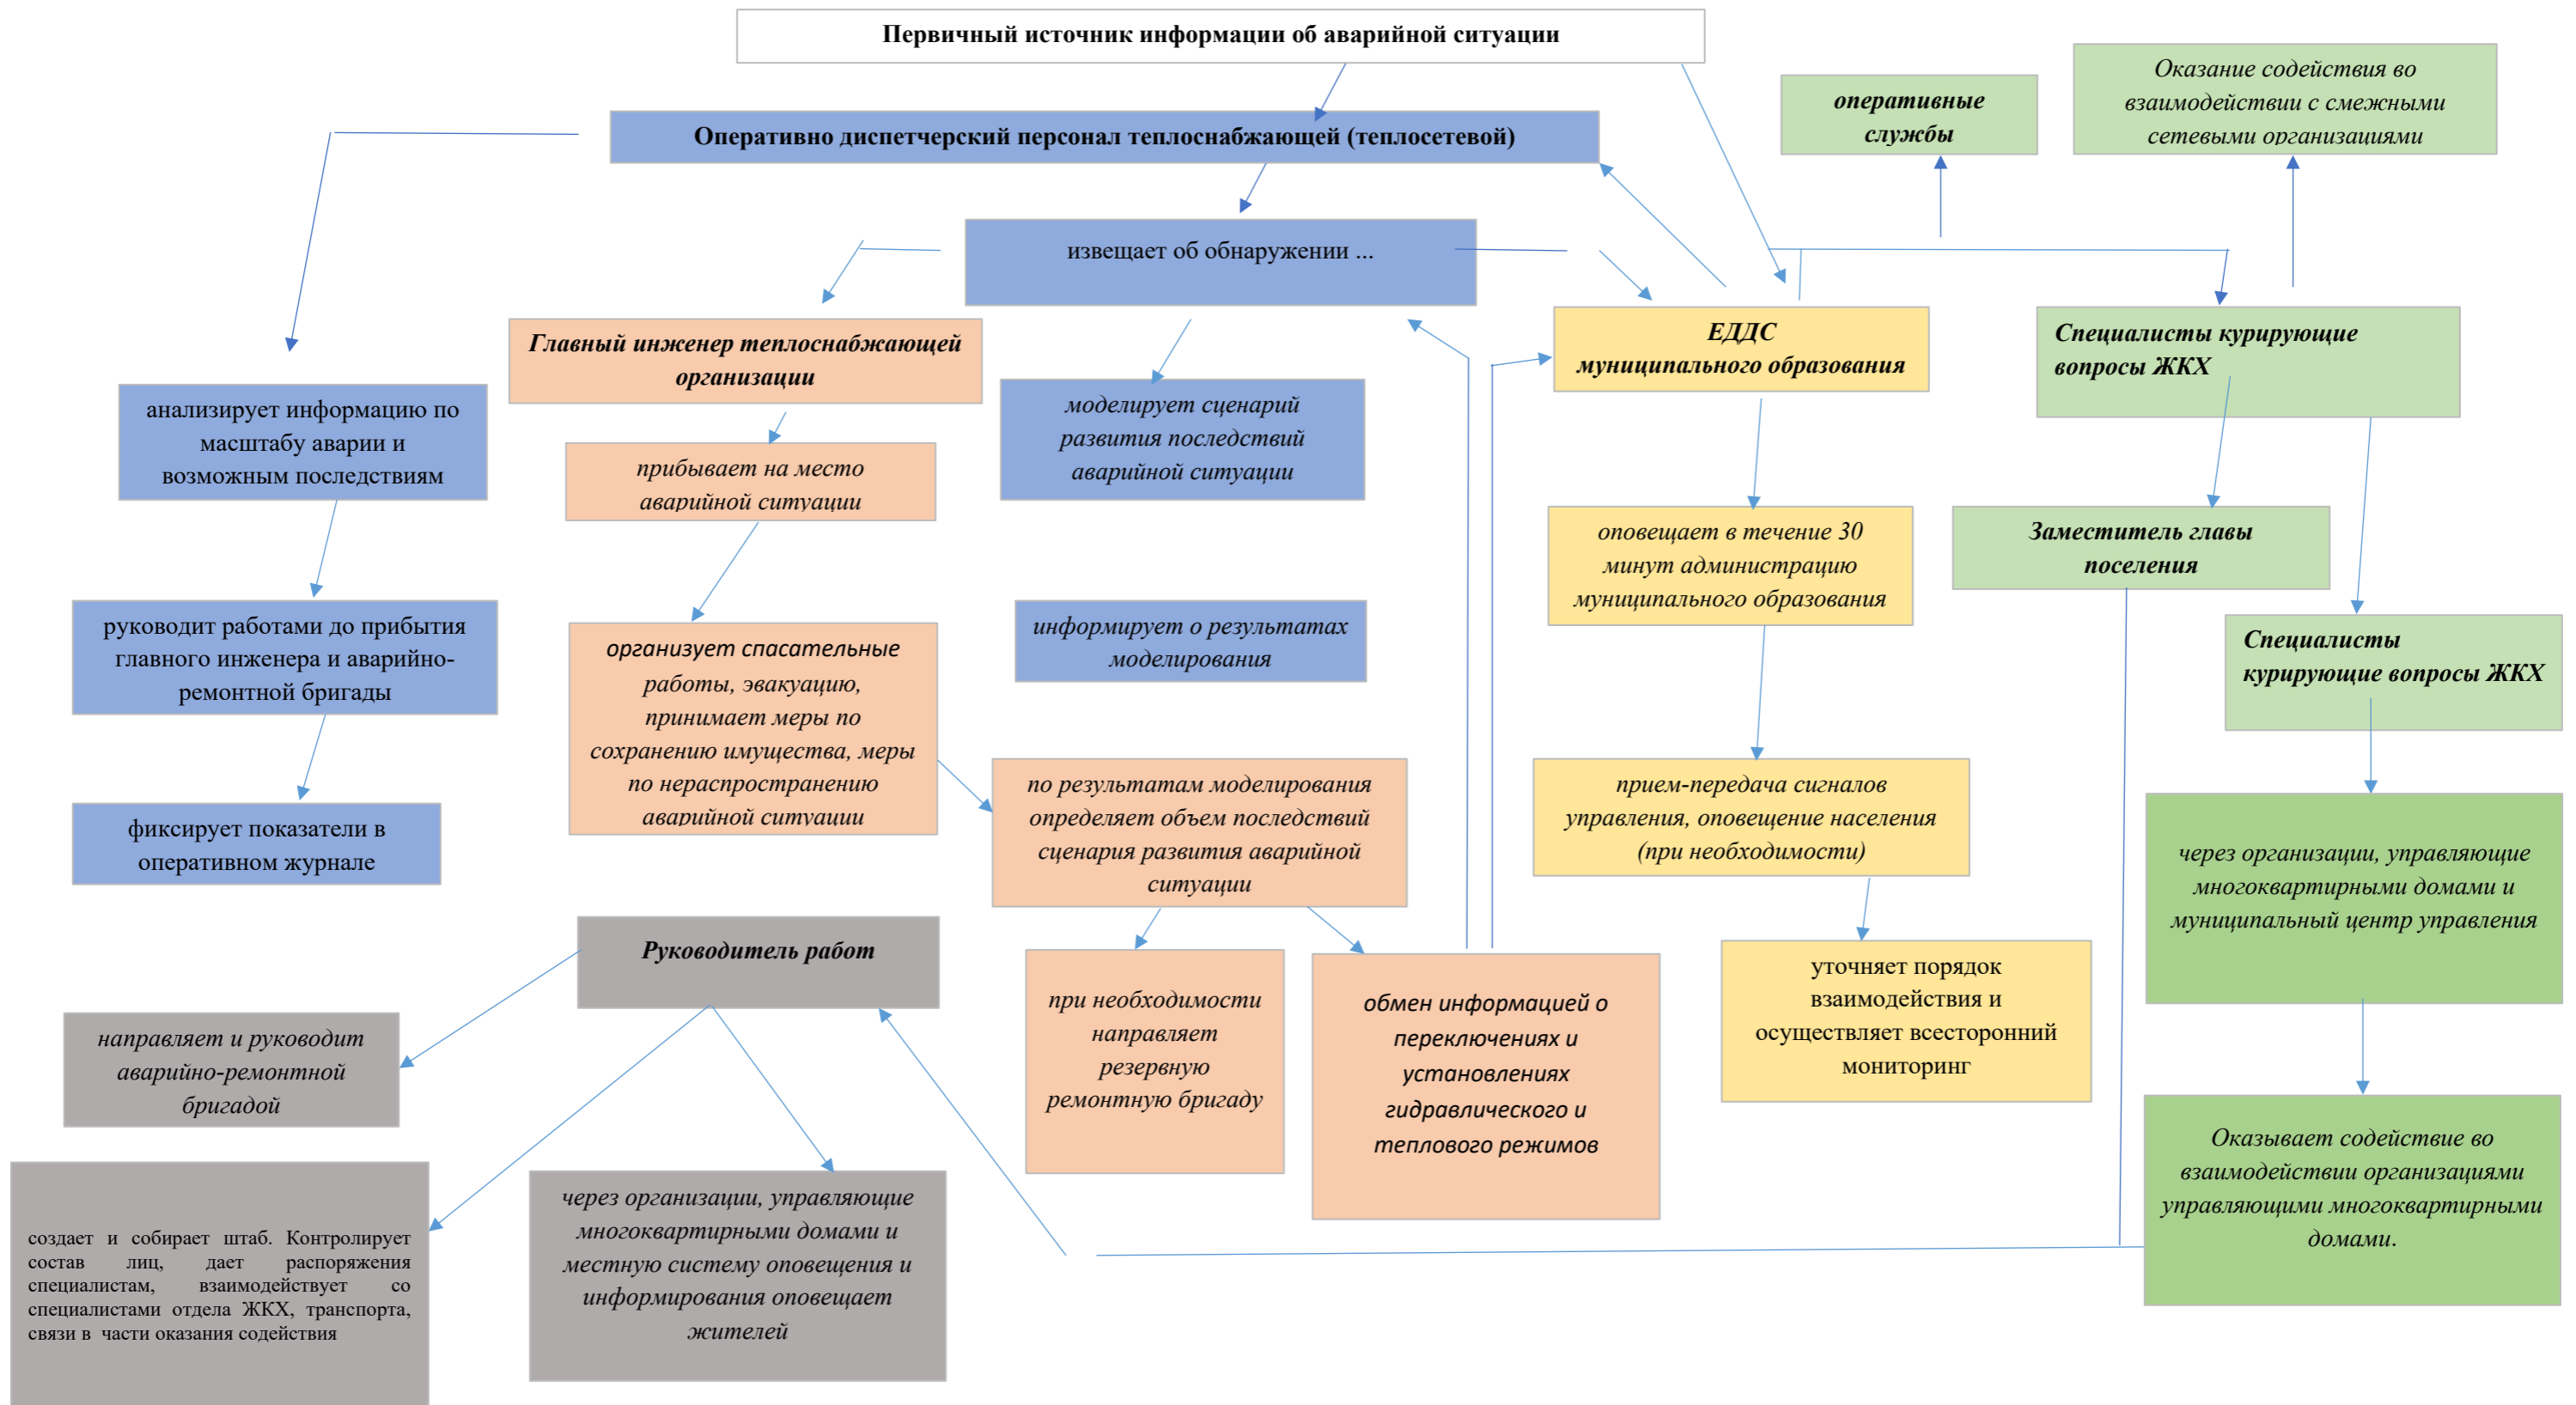 Первичный источник информации об аварийной ситуации
Оперативно диспетчерский персонал теплоснабжающей (теплосетевой)
оперативные
службы
Оказание содействия во
взаимодействии с смежными
сетевыми организациями
извещает об обнаружении ...
Главный инженер теплоснабжающей
организации
ЕДДС
муниципального образования
Специалисты курирующие
вопросы ЖКХ
анализирует информацию по
масштабу аварии и
возможным последствиям
прибывает на место
аварийной ситуации
моделирует сценарий
развития последствий
аварийной ситуации
оповещает в течение 30
минут администрацию
муниципального образования
Заместитель главы
поселения
руководит работами до прибытия
главного инженера и аварийно-
ремонтной бригады
организует спасательные
работы, эвакуацию,
принимает меры по
сохранению имущества, меры
по нераспространению
аварийной ситуации
информирует о результатах
моделирования
Специалисты
курирующие вопросы ЖКХ
фиксирует показатели в
оперативном журнале
по результатам моделирования
определяет объем последствий
сценария развития аварийной
ситуации
прием-передача сигналов
управления, оповещение населения
(при необходимости)
через организации, управляющие
многоквартирными домами и
муниципальный центр управления
Руководитель работ
при необходимости
направляет
резервную
ремонтную бригаду
обмен информацией о
переключениях и
установлениях
гидравлического и
теплового режимов
уточняет порядок
взаимодействия и
осуществляет всесторонний
мониторинг
направляет и руководит
аварийно-ремонтной
бригадой
Оказывает содействие во
взаимодействии организациями
управляющими многоквартирными
домами.
создает и собирает штаб. Контролирует
состав лиц, дает распоряжения
специалистам, взаимодействует со
специалистами отдела ЖКХ, транспорта,
связи в части оказания содействия
через организации, управляющие
многоквартирными домами и
местную систему оповещения и
информирования оповещает
жителей